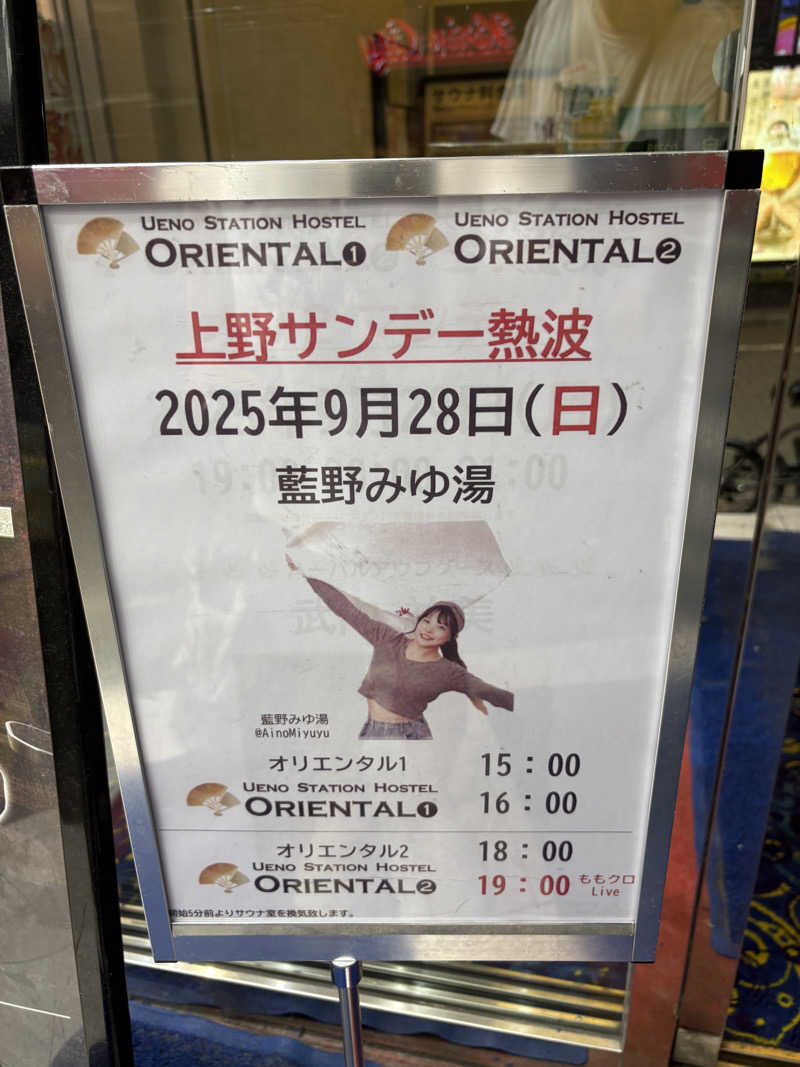 UENO STATION HOSTEL
ORIENTAL❶
UENO STATION HOSTEL
ORIENTAL❷
上野サンデー熱波
2025年9月28日(日)
藍野みゆ湯
藍野みゆ湯
@AinoMiyuyu
オリエンタル1
UENO STATION HOSTEL
ORIENTAL❶
15:00
16:00
オリエンタル2
UENO STATION HOSTEL
ORIENTAL❷
18:00
19:00 ももクロ
Live
開始5分前よりサウナ室を換気致します。